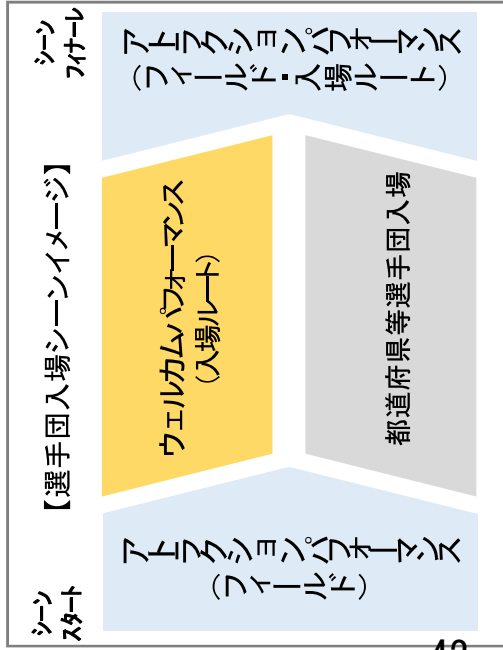 【選手団入場シーンイメージ】
シーン
スタート
シーン
フィナーレ
アトラクションパフォーマンス
(フィールド)
ウェルカムパフォーマンス
(入場ルート)
都道府県等選手団入場
アトラクションパフォーマンス
(フィールド・入場ルート)